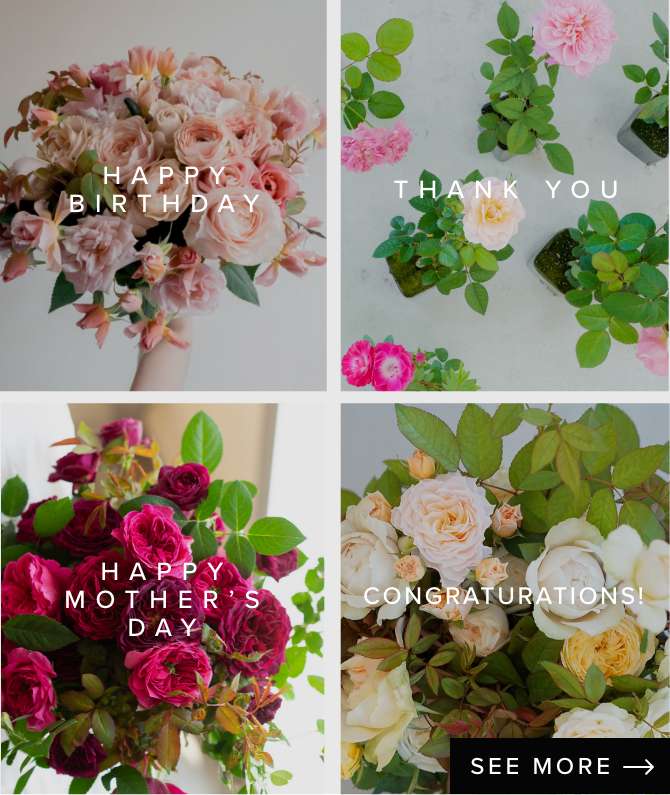 HAPPY
BIRTHDAY
THANK YOU
HAPPY
MOTHER'S
DAY
CONGRATURATIONS!
SEE MORE →